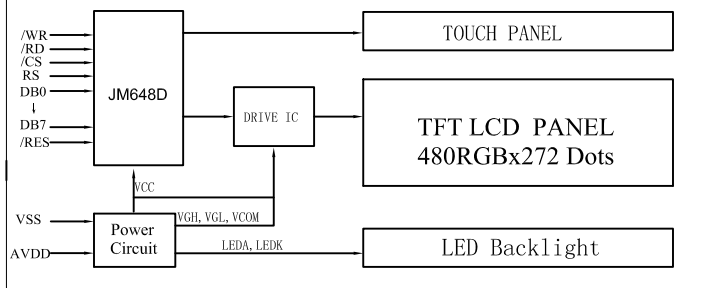 /WR
/RD
/CS
RS
DB0
↓
DB7
/RES
JM648D
TOUCH PANEL
DRIVE IC
TFT LCD PANEL
480RGBx272 Dots
VCC
VGH, VGL, VCOM
VSS
AVDD
Power
Circuit
LEDA, LEDK
LED Backlight